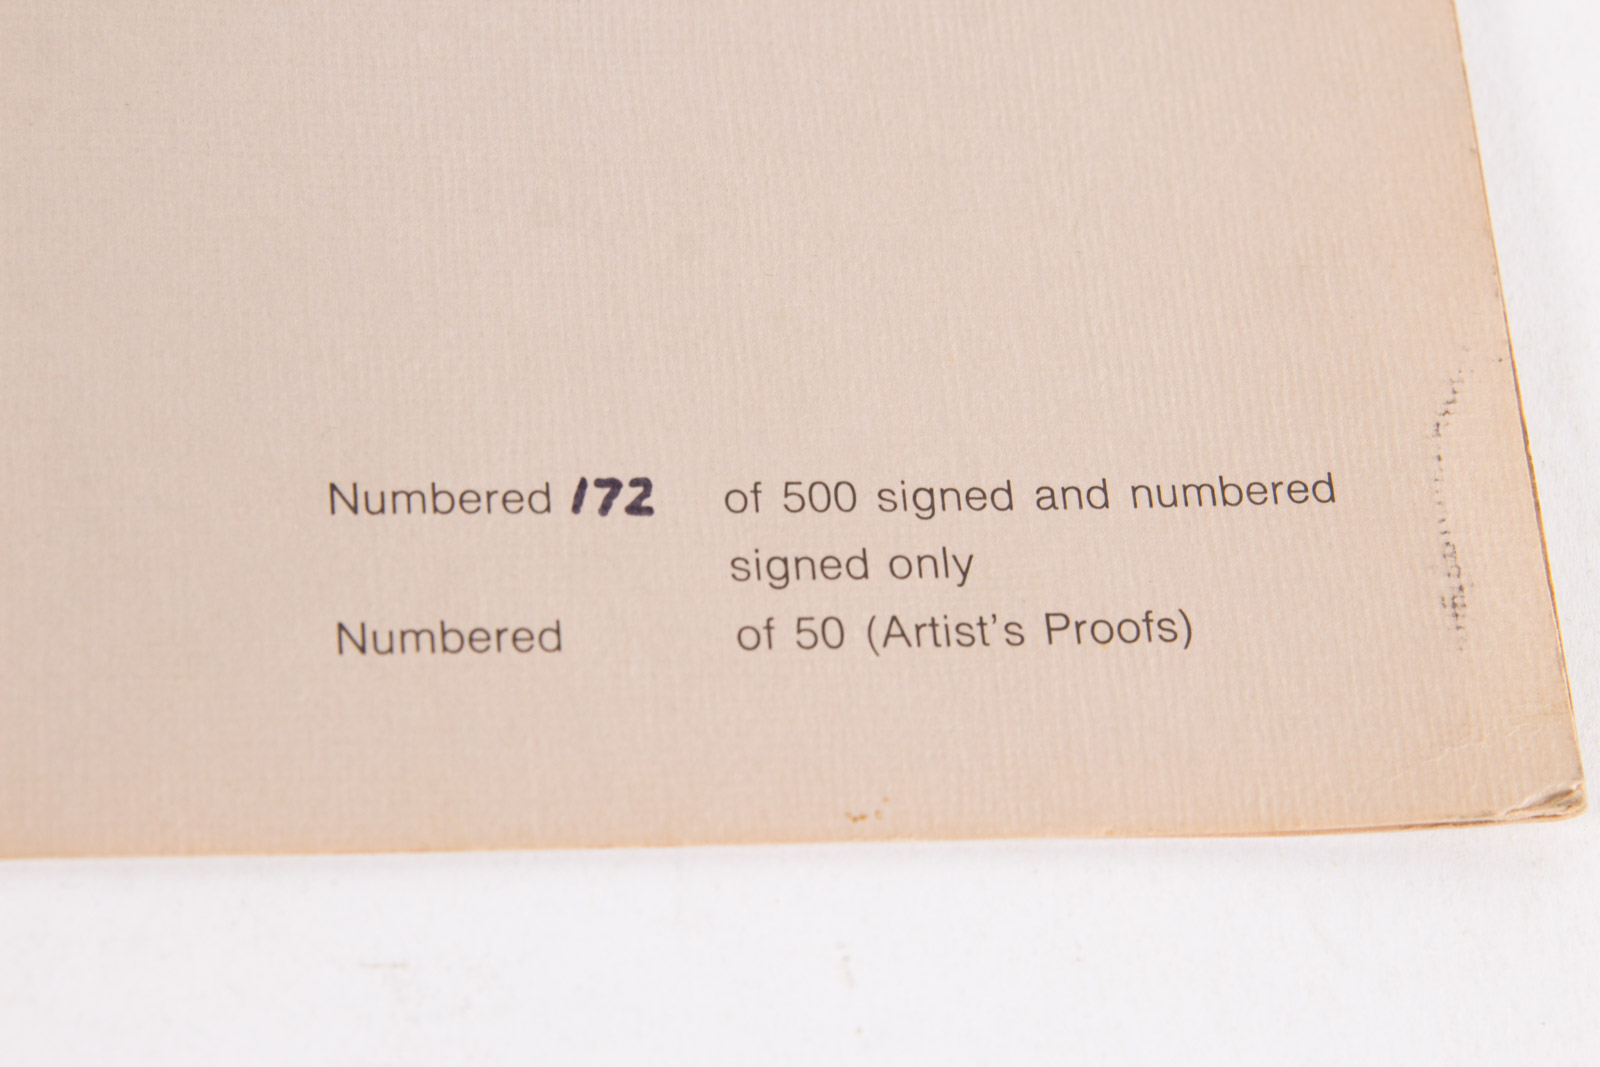 Numbered 172 of 500 signed and numbered
signed only
Numbered of 50 (Artist's Proofs)